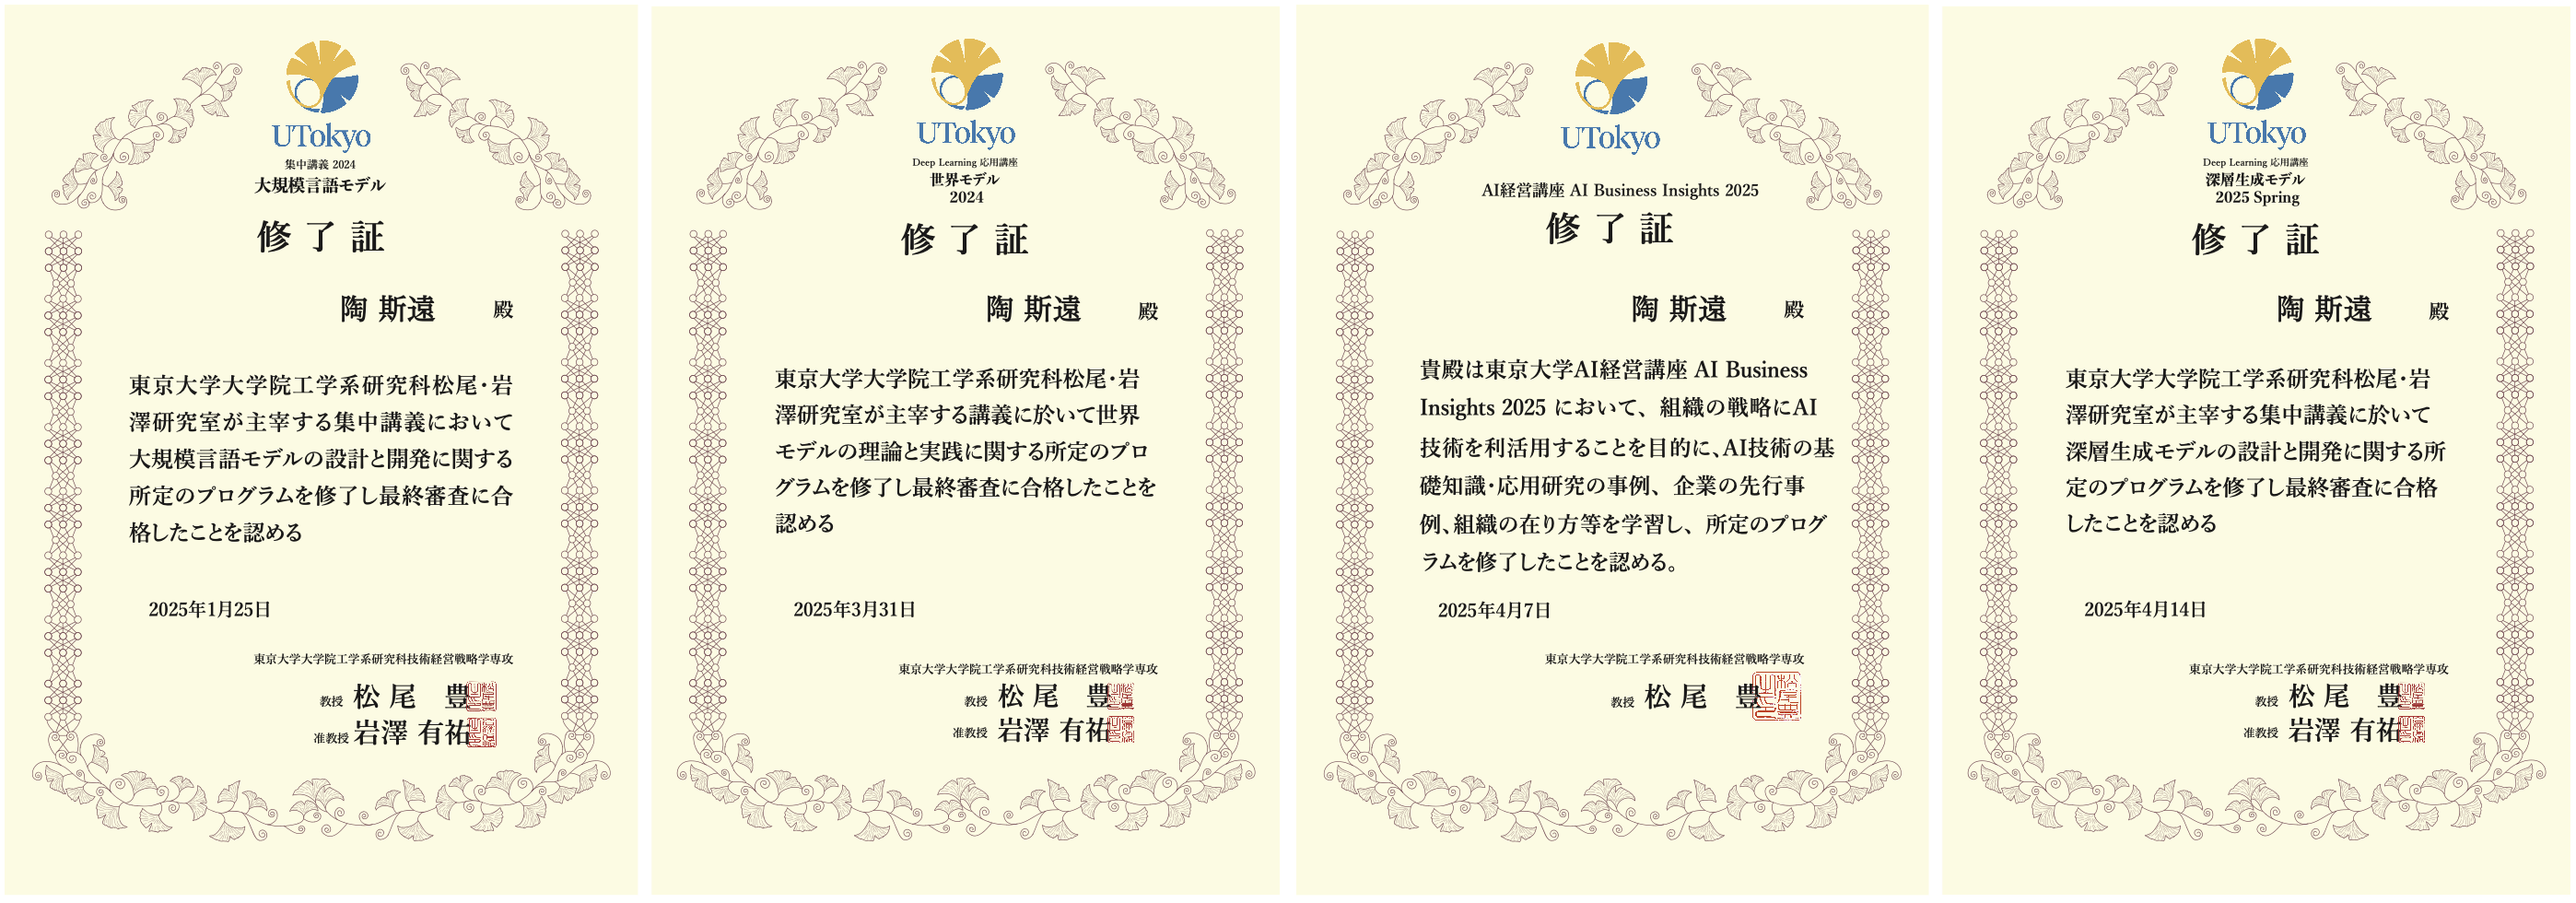 UTokyo
集中講義 2024
大規模言語モデル
修了証
陶 斯遠 殿
東京大学大学院工学系研究科松尾・岩
澤研究室が主宰する集中講義において
大規模言語モデルの設計と開発に関する
所定のプログラムを修了し最終審査に合
格したことを認める
2025年1月25日
東京大学大学院工学系研究科技術経営戦略学専攻
教授 松尾 豊
准教授 岩澤 有祐
UTokyo
Deep Learning 応用講座
世界モデル
2024
修了証
陶 斯遠 殿
東京大学大学院工学系研究科松尾・岩
澤研究室が主宰する講義に於いて世界
モデルの理論と実践に関する所定のプロ
グラムを修了し最終審査に合格したことを
認める
2025年3月31日
東京大学大学院工学系研究科技術経営戦略学専攻
教授 松尾 豊
准教授 岩澤 有祐
UTokyo
AI経営講座 AI Business Insights 2025
修了証
陶 斯遠 殿
貴殿は東京大学AI経営講座 AI Business
Insights 2025 において、組織の戦略にAI
技術を利活用することを目的に、AI技術の基
礎知識・応用研究の事例、企業の先行事
例、組織の在り方等を学習し、所定のプログ
ラムを修了したことを認める。
2025年4月7日
東京大学大学院工学系研究科技術経営戦略学専攻
教授 松尾 豊
UTokyo
Deep Learning 応用講座
深層生成モデル
2025 Spring
修了証
陶 斯遠 殿
東京大学大学院工学系研究科松尾・岩
澤研究室が主宰する集中講義に於いて
深層生成モデルの設計と開発に関する所
定のプログラムを修了し最終審査に合格
したことを認める
2025年4月14日
東京大学大学院工学系研究科技術経営戦略学専攻
教授 松尾 豊
准教授 岩澤 有祐